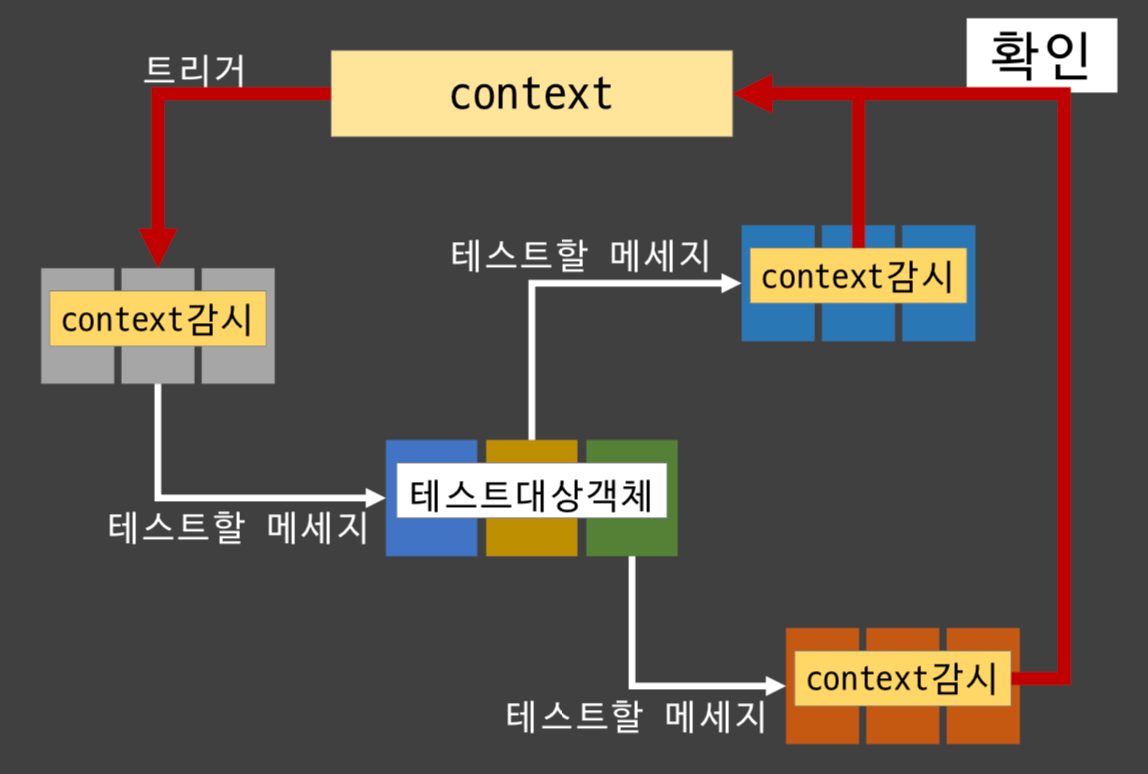 확인
트리거
context
테스트할 메세지
context감시
context감시
테스트대상객체
테스트할 메세지
context감시
테스트할 메세지